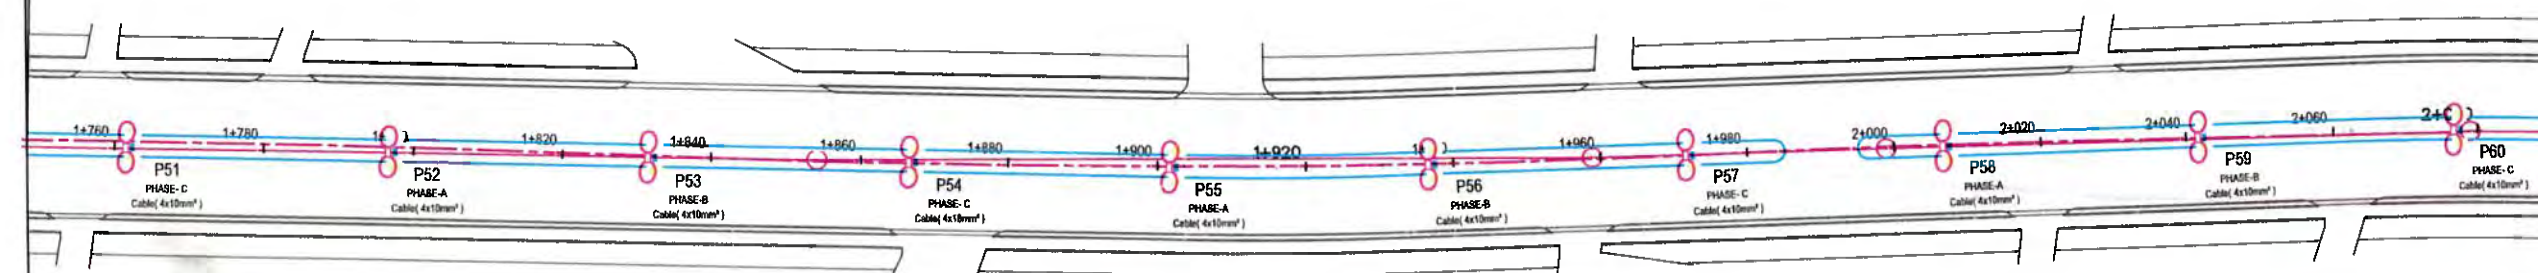 1+760
1+780
1+820
1+840
1+860
1+880
1+900
1+920
1+960
1+980
2+000
2+020
2+040
2+060
P51
PHASE- C
Cable( 4x10mm² )
P52
PHASE-A
Cable( 4x10mm² )
P53
PHASE-B
Cable( 4x10mm² )
P54
PHASE- C
Cable( 4x10mm² )
P55
PHASE-A
Cable( 4x10mm² )
P56
PHASE-B
Cable( 4x10mm² )
P57
PHASE- C
Cable( 4x10mm² )
P58
PHASE-A
Cable( 4x10mm² )
P59
PHASE-B
Cable( 4x10mm² )
P60
PHASE- C
Cable( 4x10mm² )